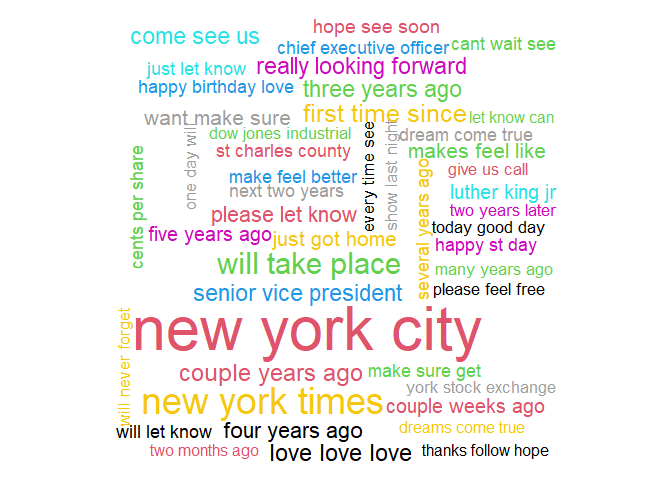 hope see soon
come see us
chief executive officer
cant wait see
just let know
really looking forward
happy birthday love
three years ago
want make sure
first time since
let know can
one day will
dow jones industrial
every time see
show last night
dream come true
st charles county
makes feel like
cents per share
make feel better
several years ago
give us call
next two years
luther king jr
please let know
two years later
five years ago
just got home
today good day
happy st day
will take place
many years ago
senior vice president
please feel free
will never forget
new york city
couple years ago
make sure get
york stock exchange
new york times
couple weeks ago
will let know
four years ago
dreams come true
two months ago
love love love
thanks follow hope